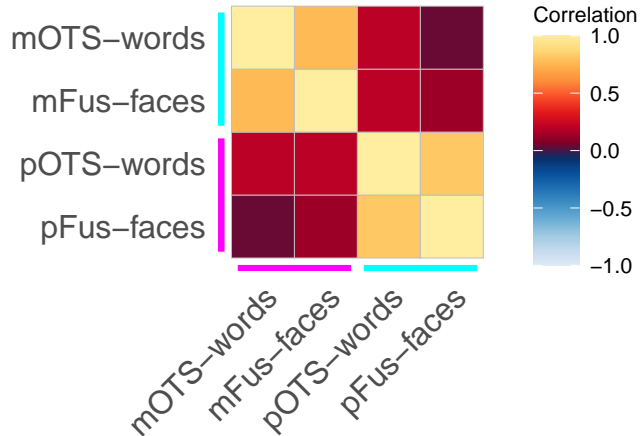 Correlation
mOTS−words
mFus−faces
pOTS−words
pFus−faces
1.0
0.5
0.0
−0.5
−1.0
mOTS−words
mFus−faces
pOTS−words
pFus−faces